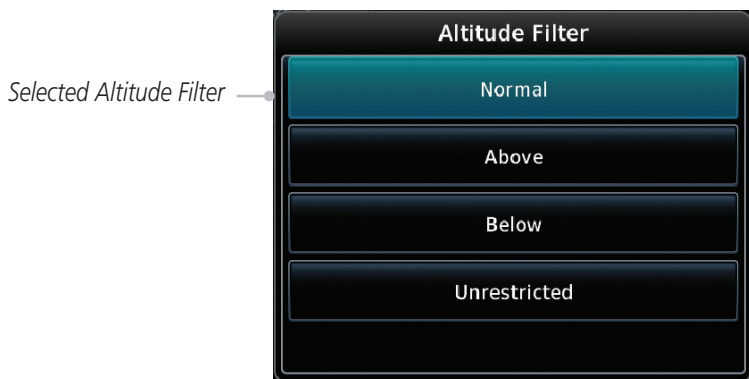 Altitude Filter
Selected Altitude Filter
Normal
Above
Below
Unrestricted